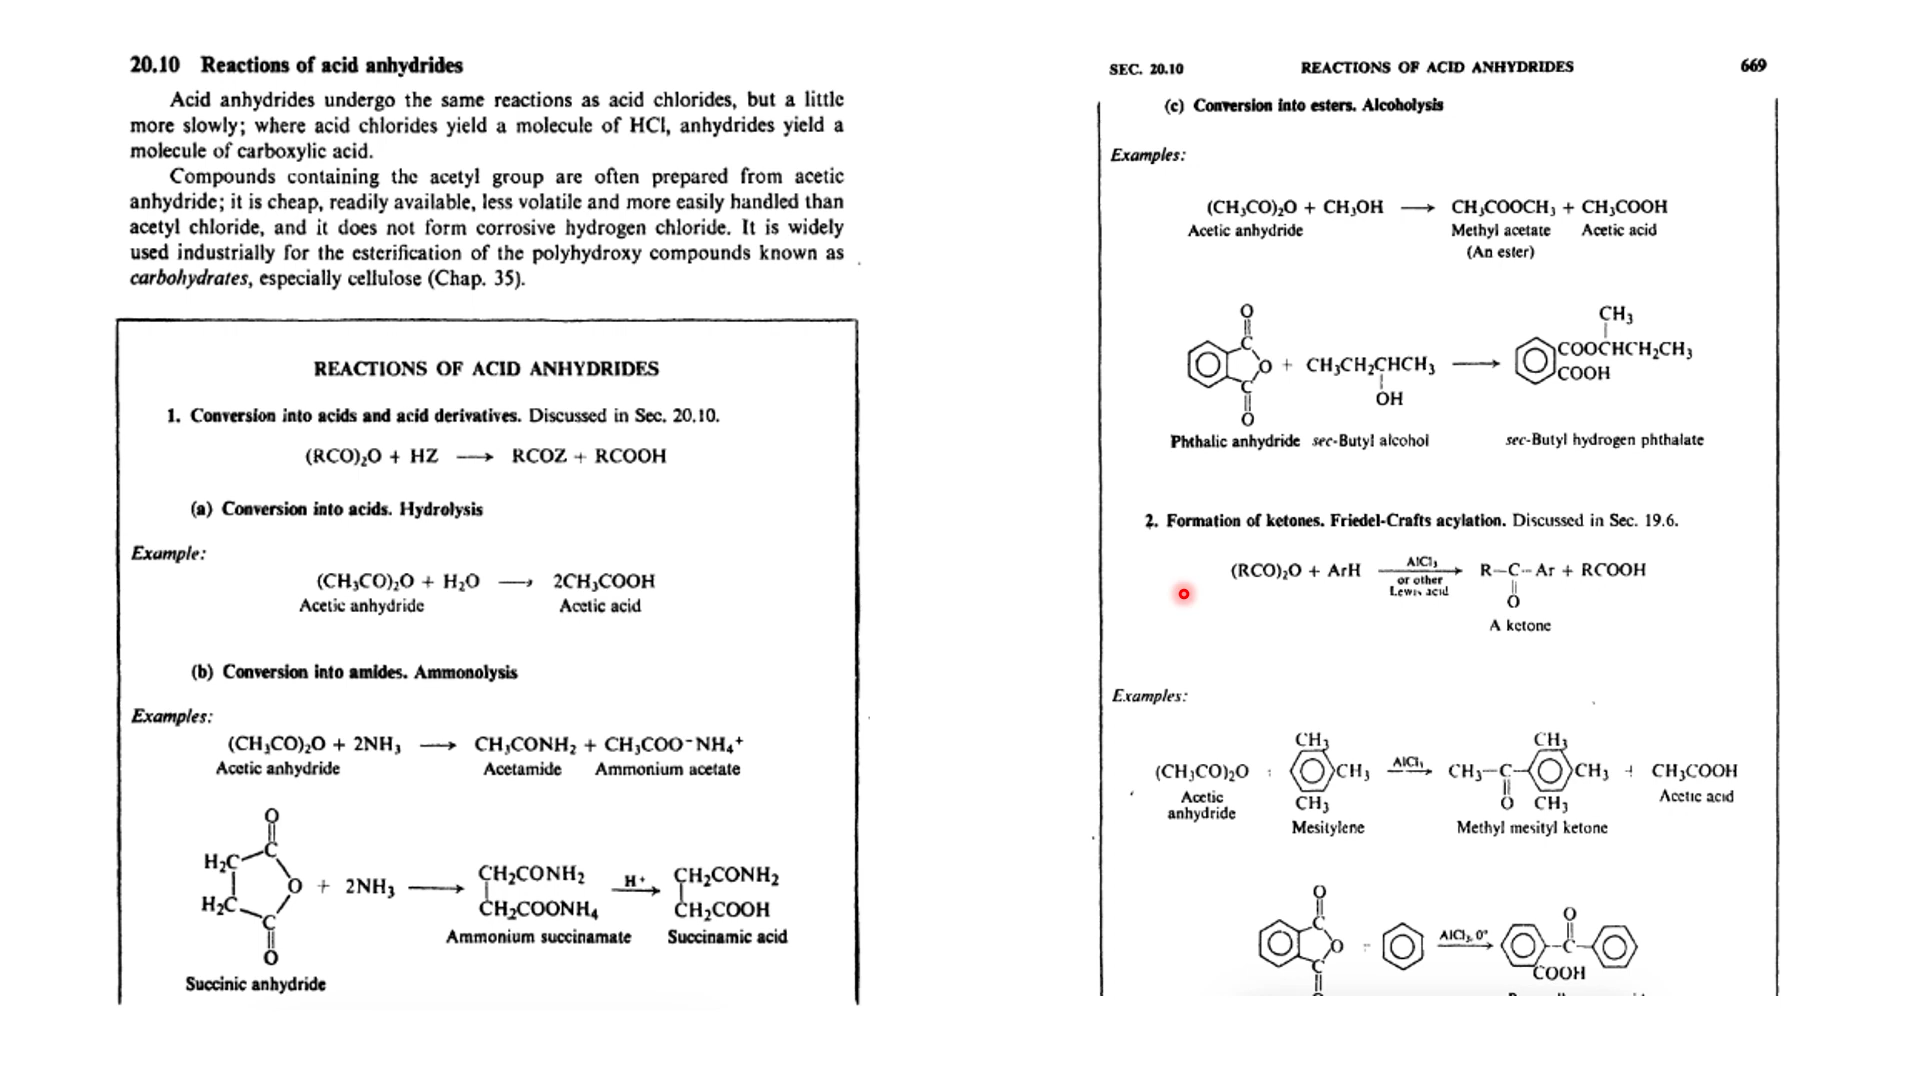 20.10 Reactions of acid anhydrides
Acid anhydrides undergo the same reactions as acid chlorides, but a little
more slowly; where acid chlorides yield a molecule of HCl, anhydrides yield a
molecule of carboxylic acid.
Compounds containing the acetyl group are often prepared from acetic
anhydride; it is cheap, readily available, less volatile and more easily handled than
acetyl chloride, and it does not form corrosive hydrogen chloride. It is widely
used industrially for the esterification of the polyhydroxy compounds known as
carbohydrates, especially cellulose (Chap. 35).
REACTIONS OF ACID ANHYDRIDES
1. Conversion into acids and acid derivatives. Discussed in Sec. 20.10.
(RCO)₂O + HZ ⟶ RCOZ + RCOOH
(a) Conversion into acids. Hydrolysis
Example:
(CH₃CO)₂O + H₂O ⟶ 2CH₃COOH
Acetic anhydride Acetic acid
(b) Conversion into amides. Ammonolysis
Examples:
(CH₃CO)₂O + 2NH₃ ⟶ CH₃CONH₂ + CH₃COO⁻NH₄⁺
Acetic anhydride Acetamide Ammonium acetate
O
H₂C C
O + 2NH₃ ⟶ CH₂CONH₂ H⁺ CH₂CONH₂
H₂C C CH₂COONH₄ CH₂COOH
O
Ammonium succinamate Succinamic acid
Succinic anhydride
SEC. 20.10 REACTIONS OF ACID ANHYDRIDES 669
(c) Conversion into esters. Alcoholysis
Examples:
(CH₃CO)₂O + CH₃OH ⟶ CH₃COOCH₃ + CH₃COOH
Acetic anhydride Methyl acetate Acetic acid
(An ester)
O CH₃
C COOCHCH₂CH₃
O + CH₃CH₂CHCH₃ ⟶ COOH
C OH
O
Phthalic anhydride sec-Butyl alcohol sec-Butyl hydrogen phthalate
2. Formation of ketones. Friedel-Crafts acylation. Discussed in Sec. 19.6.
(RCO)₂O + ArH AlCl₃ ⟶ R—C—Ar + RCOOH
or other
Lewis acid O
A ketone
Examples:
CH₃ CH₃
(CH₃CO)₂O CH₃ AlCl₃ ⟶ CH₃—C— CH₃ + CH₃COOH
Acetic CH₃ O CH₃ Acetic acid
anhydride
Mesitylene Methyl mesityl ketone
O O
C
O AlCl₃, 0° ⟶ C
C COOH